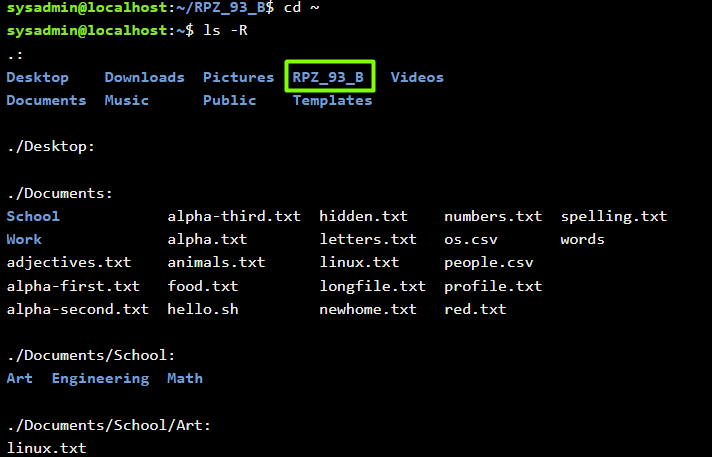 sysadmin@localhost:~/RPZ_93_B$ cd ~
sysadmin@localhost:~$ ls -R
.:
Desktop    Downloads  Pictures  RPZ_93_B   Videos
Documents  Music      Public    Templates
./Desktop:
./Documents:
School            alpha-third.txt  hidden.txt    numbers.txt  spelling.txt
Work              alpha.txt        letters.txt   os.csv       words
adjectives.txt    animals.txt      linux.txt     people.csv
alpha-first.txt   food.txt         longfile.txt  profile.txt
alpha-second.txt  hello.sh         newhome.txt   red.txt
./Documents/School:
Art  Engineering  Math
./Documents/School/Art:
linux.txt